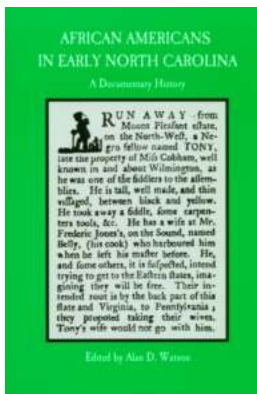 AFRICAN AMERICANS
IN EARLY NORTH CAROLINA
A Documentary History
RUN AWAY from
Mount Pleasant eſtate,
on the North-Weſt, a Ne-
gro fellow named TONY,
late the property of Miſs Cobham, well
known in and about Wilmington, as
he was one of the fiddlers to the aſſem-
blies. He is tall, well made, and thin
viſaged, between black and yellow.
He took away a fiddle, ſome carpen-
ters tools, &c. He has a wife at Mr.
Frederic Jones's, on the Sound, named
Betty, (his cook) who harboured him
when he left his maſter before. He,
and ſome others, it is ſuſpected, intend
trying to get to the Eaſtern ſtates, ima-
gining they will be free. Their in-
tended rout is by the back part of this
ſtate and Virginia, to Pennſylvania;
they propoſed taking their wives.
Tony's wife would not go with him.
Edited by Alan D. Watson